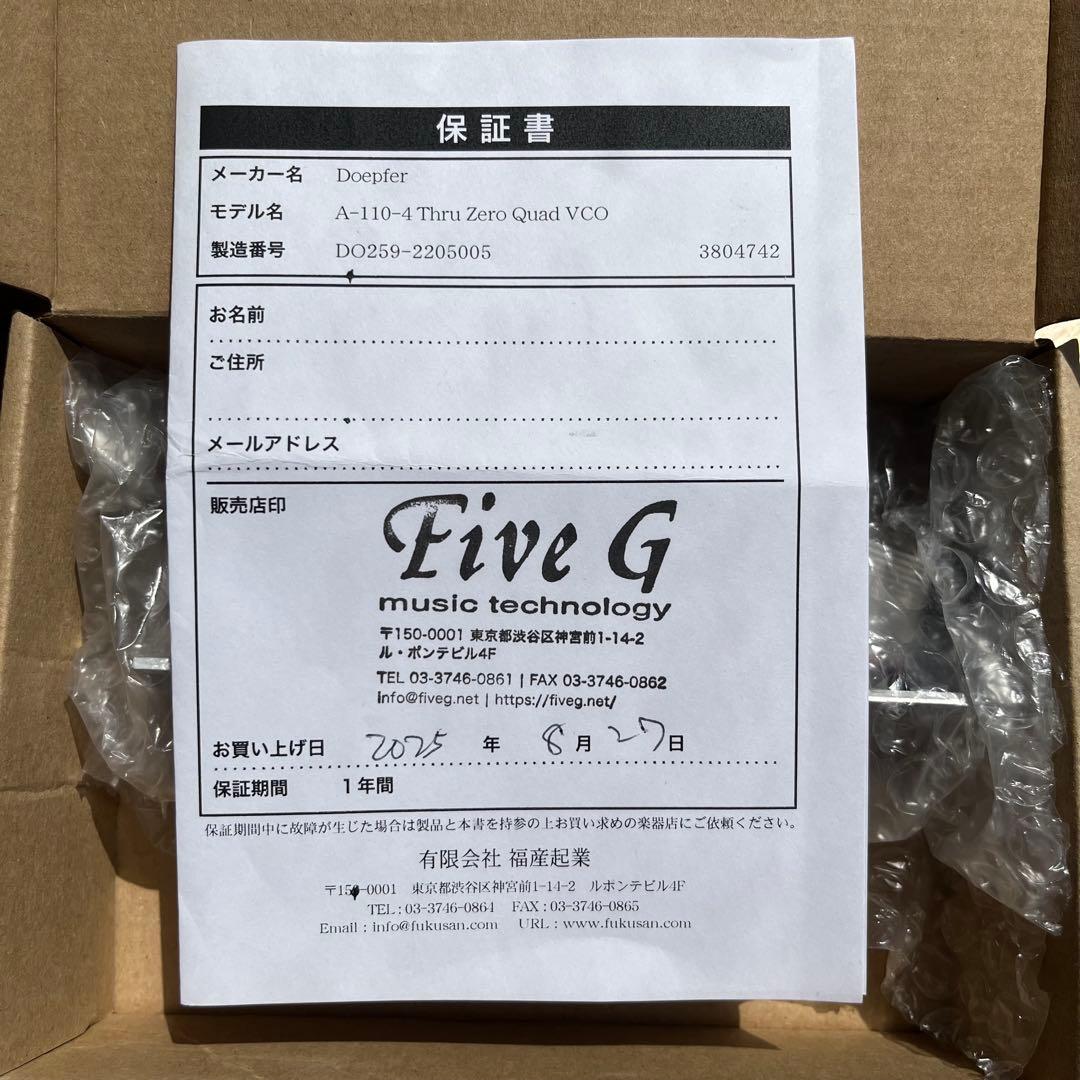 保証書
メーカー名 Doepfer
モデル名 A-110-4 Thru Zero Quad VCO
製造番号 DO259-2205005 3804742
お名前
ご住所
メールアドレス
販売店印
Five G
music technology
〒150-0001 東京都渋谷区神宮前1-14-2
ル・ポンテビル4F
TEL 03-3746-0861 | FAX 03-3746-0862
info@fiveg.net | https://fiveg.net/
お買い上げ日 2025 年 8 月 27 日
保証期間 1年間
保証期間中に故障が生じた場合は製品と本書を持参の上お買い求めの楽器店にご依頼ください。
有限会社 福産起業
〒150-0001 東京都渋谷区神宮前1-14-2 ルポンテビル4F
TEL : 03-3746-0864 FAX : 03-3746-0865
Email : info@fukusan.com URL : www.fukusan.com